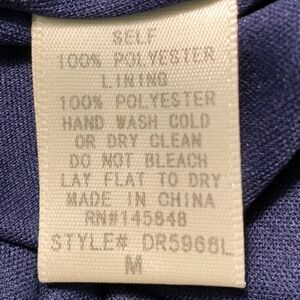 SELF
100% POLYESTER
LINING
100% POLYESTER
HAND WASH COLD
OR DRY CLEAN
DO NOT BLEACH
LAY FLAT TO DRY
MADE IN CHINA
RN#145848
STYLE# DR5966L
M